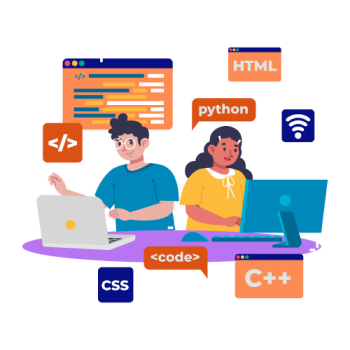 HTML
</>
python
</>
<code>
CSS
C++